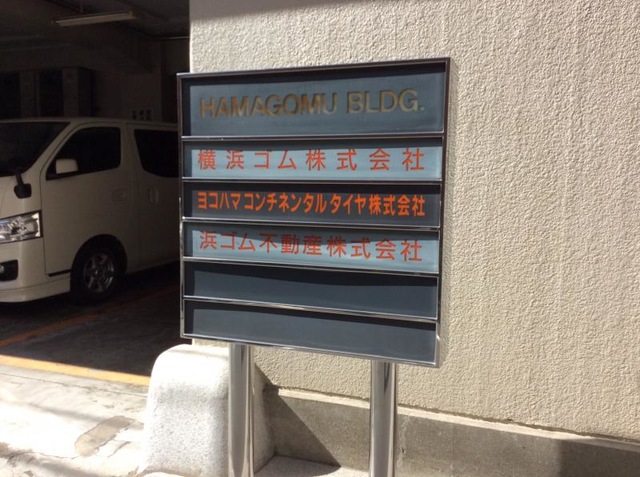 HAMAGOMU BLDG.
横浜ゴム株式会社
ヨコハマコンチネンタルタイヤ株式会社
浜ゴム不動産株式会社